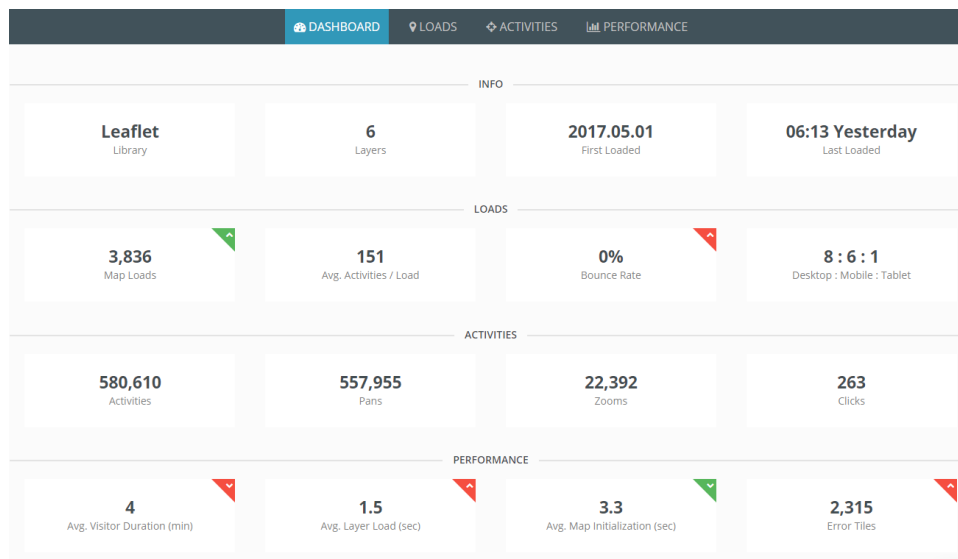 DASHBOARD LOADS ACTIVITIES PERFORMANCE
INFO
Leaflet
Library
6
Layers
2017.05.01
First Loaded
06:13 Yesterday
Last Loaded
LOADS
3,836
Map Loads
151
Avg. Activities / Load
0%
Bounce Rate
8 : 6 : 1
Desktop : Mobile : Tablet
ACTIVITIES
580,610
Activities
557,955
Pans
22,392
Zooms
263
Clicks
PERFORMANCE
4
Avg. Visitor Duration (min)
1.5
Avg. Layer Load (sec)
3.3
Avg. Map Initialization (sec)
2,315
Error Tiles